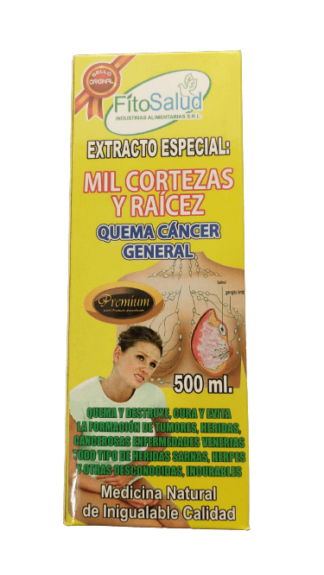 SELLO
ORIGINAL
FitoSalud
INDUSTRIAS ALIMENTARIAS S.R.L
EXTRACTO ESPECIAL:
MIL CORTEZAS
Y RAÍCEZ
QUEMA CÁNCER
GENERAL
Premium
500 ml.
QUEMA Y DESTRUYE, CURA Y EVITA
LA FORMACIÓN DE TUMORES, HERIDAS,
CANCEROSAS ENFERMEDADES VENERIAS
TODO TIPO DE HERIDAS SARNAS, HERPES
Y OTRAS DESCONOCIDAS, INCURABLES
Medicina Natural
de Inigualable Calidad